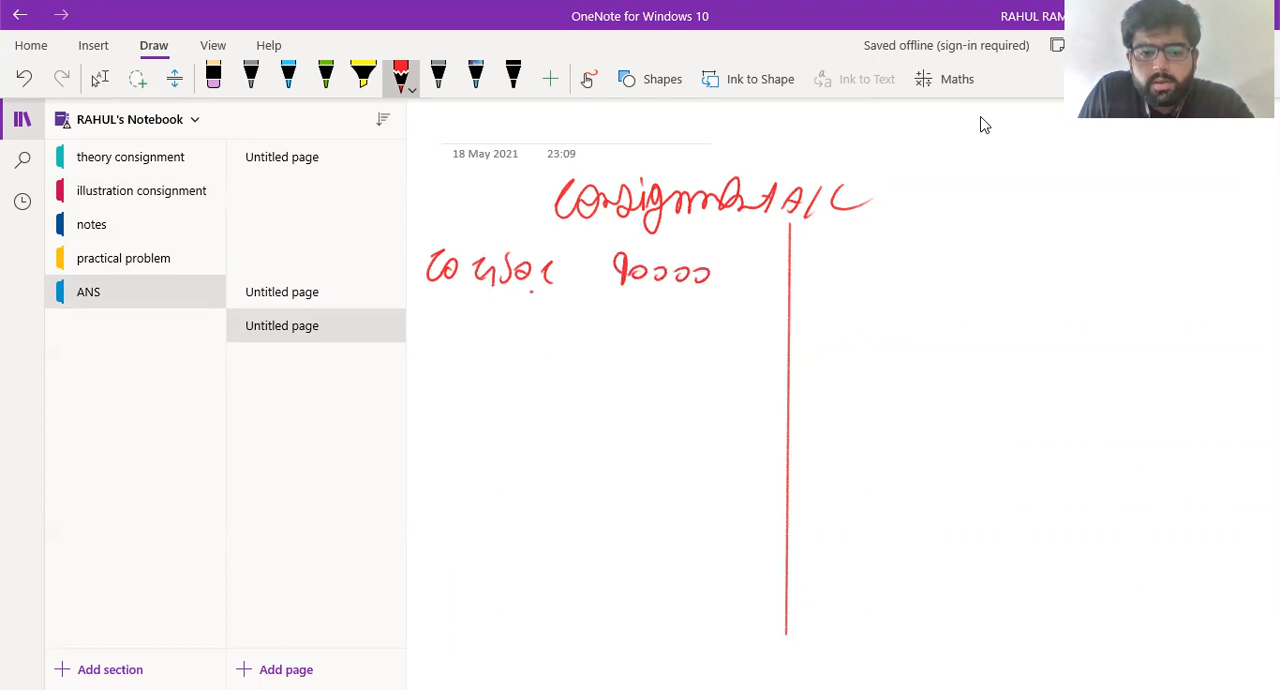 OneNote for Windows 10
RAHUL RAM
Home Insert Draw View Help
Saved offline (sign-in required)
Shapes Ink to Shape Ink to Text Maths
RAHUL's Notebook
theory consignment
illustration consignment
notes
practical problem
ANS
Untitled page
Untitled page
Untitled page
18 May 2021 23:09
Consignment A/C
90000
Add section
Add page